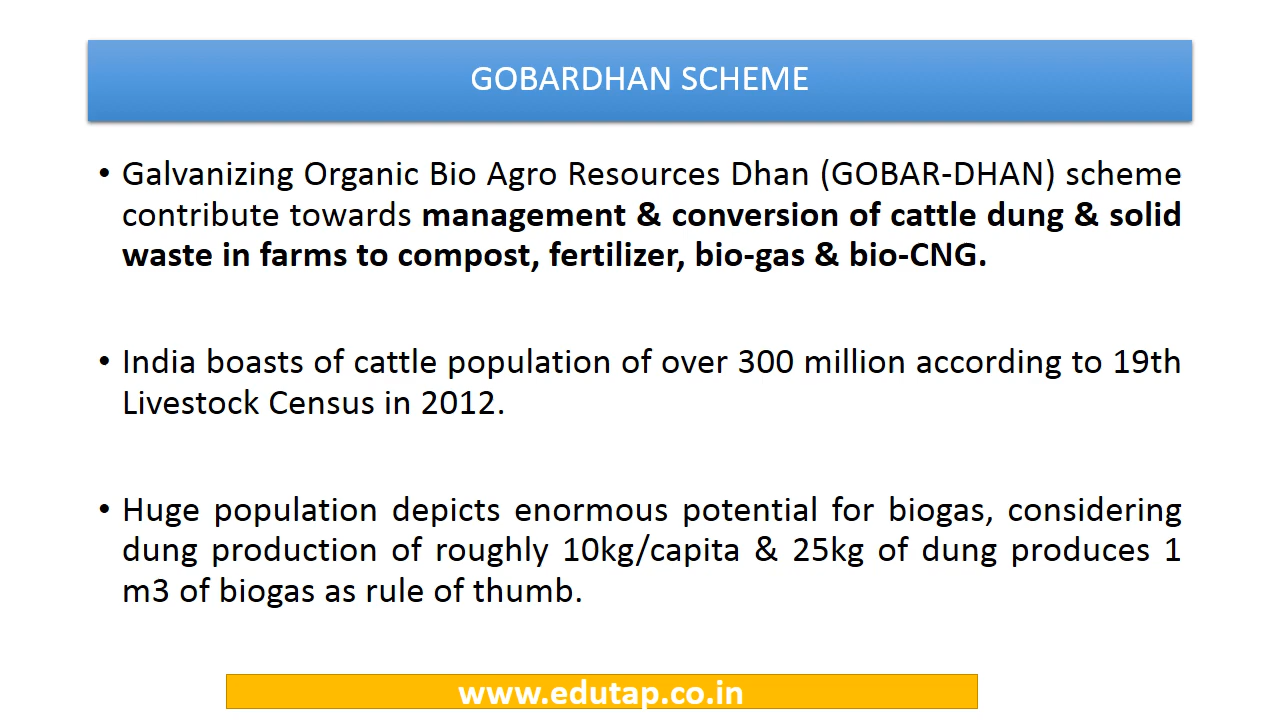 GOBARDHAN SCHEME
• Galvanizing Organic Bio Agro Resources Dhan (GOBAR-DHAN) scheme
contribute towards management & conversion of cattle dung & solid
waste in farms to compost, fertilizer, bio-gas & bio-CNG.
• India boasts of cattle population of over 300 million according to 19th
Livestock Census in 2012.
• Huge population depicts enormous potential for biogas, considering
dung production of roughly 10kg/capita & 25kg of dung produces 1
m3 of biogas as rule of thumb.
www.edutap.co.in